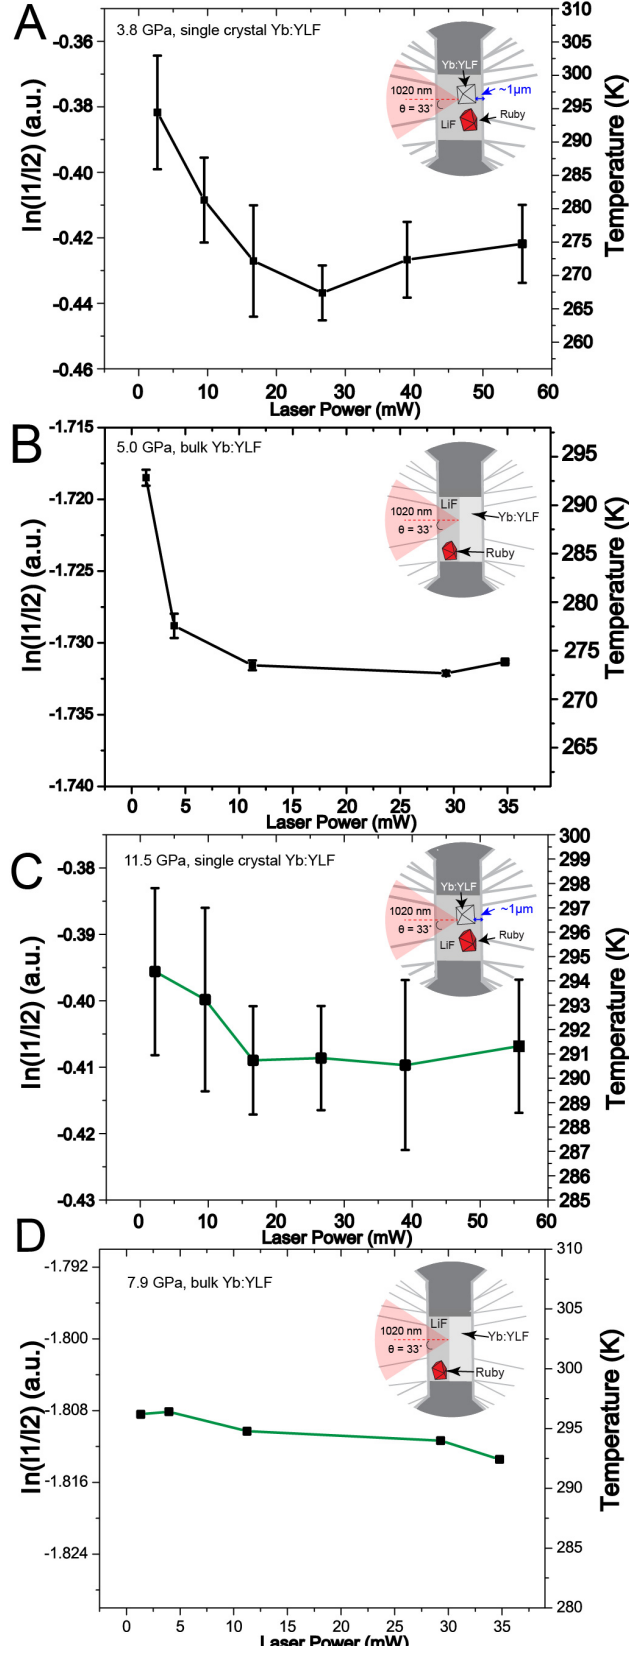 A
3.8 GPa, single crystal Yb:YLF
ln(I1/I2) (a.u.)
-0.36
-0.38
-0.40
-0.42
-0.44
-0.46
310
305
300
295
290
285
280
275
270
265
260
Temperature (K)
Yb:YLF
1020 nm
θ = 33°
~1μm
LiF
Ruby
0 10 20 30 40 50 60
Laser Power (mW)
B
5.0 GPa, bulk Yb:YLF
ln(I1/I2) (a.u.)
-1.715
-1.720
-1.725
-1.730
-1.735
-1.740
295
290
285
280
275
270
265
Temperature (K)
LiF
1020 nm
θ = 33°
Yb:YLF
Ruby
0 5 10 15 20 25 30 35
Laser Power (mW)
C
11.5 GPa, single crystal Yb:YLF
ln(I1/I2) (a.u.)
-0.38
-0.39
-0.40
-0.41
-0.42
-0.43
300
299
298
297
296
295
294
293
292
291
290
289
288
287
286
285
Temperature (K)
Yb:YLF
1020 nm
θ = 33°
~1μm
LiF
Ruby
0 10 20 30 40 50 60
Laser Power (mW)
D
7.9 GPa, bulk Yb:YLF
ln(I1/I2) (a.u.)
-1.792
-1.800
-1.808
-1.816
-1.824
310
305
300
295
290
285
280
Temperature (K)
LiF
1020 nm
θ = 33°
Yb:YLF
Ruby
0 5 10 15 20 25 30 35
Laser Power (mW)